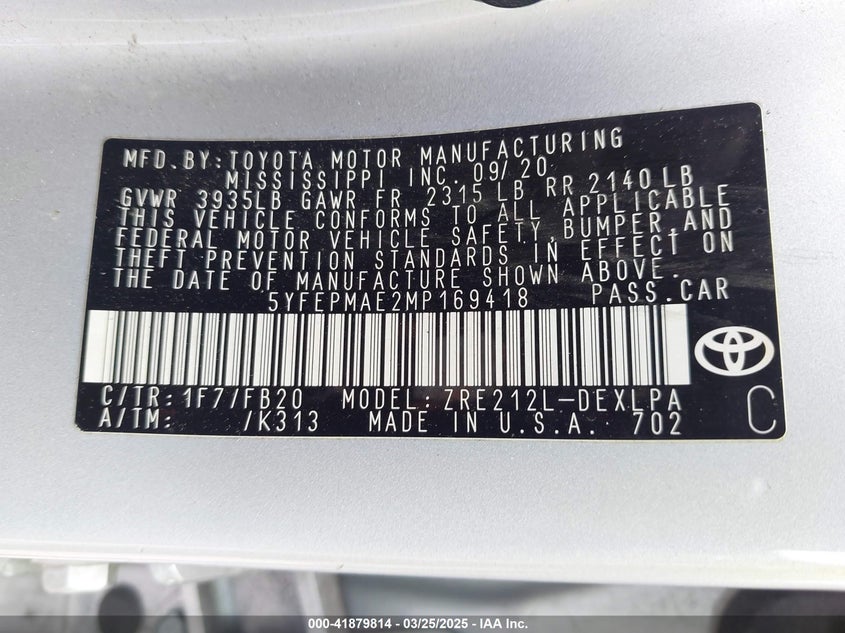 MFD.BY:TOYOTA MOTOR MANUFACTURING
MISSISSIPPI INC. 09/20
GVWR 3935LB GAWR FR 2315 LB RR 2140 LB
THIS VEHICLE CONFORMS TO ALL APPLICABLE
FEDERAL MOTOR VEHICLE SAFETY, BUMPER, AND
THEFT PREVENTION STANDARDS IN EFFECT ON
THE DATE OF MANUFACTURE SHOWN ABOVE.
5YFEPMAE2MP169418 PASS.CAR
C/TR: 1F7/FB20 MODEL: ZRE212L-DEXLPA
A/TM: /K313 MADE IN U.S.A. 702
C
000-41879814 - 03/25/2025 - IAA Inc.